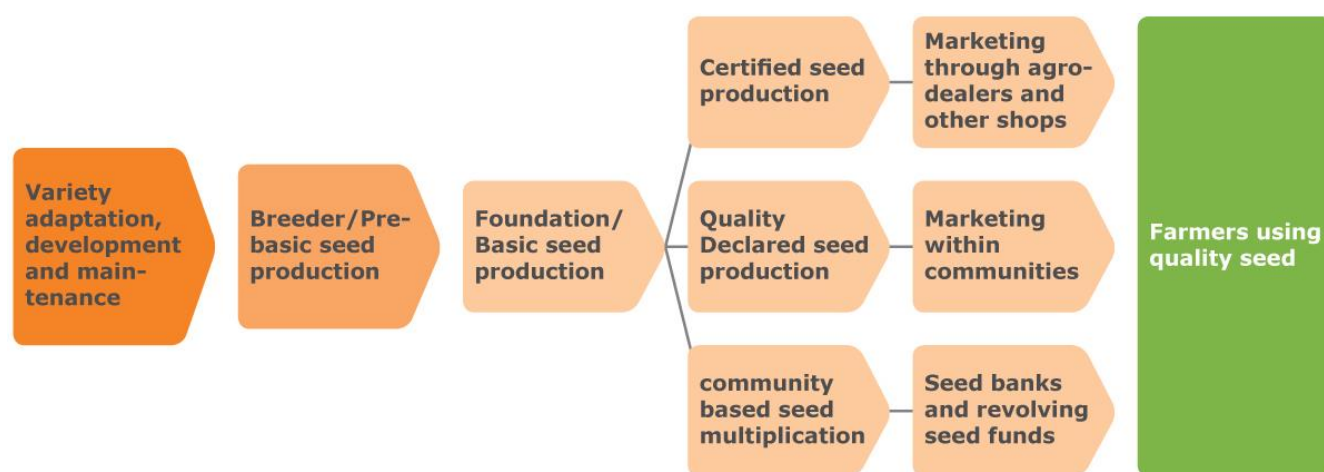 Variety
adaptation,
development
and main-
tenance
Breeder/Pre-
basic seed
production
Foundation/
Basic seed
production
Certified seed
production
Marketing
through agro-
dealers and
other shops
Quality
Declared seed
production
Marketing
within
communities
community
based seed
multiplication
Seed banks
and revolving
seed funds
Farmers using
quality seed